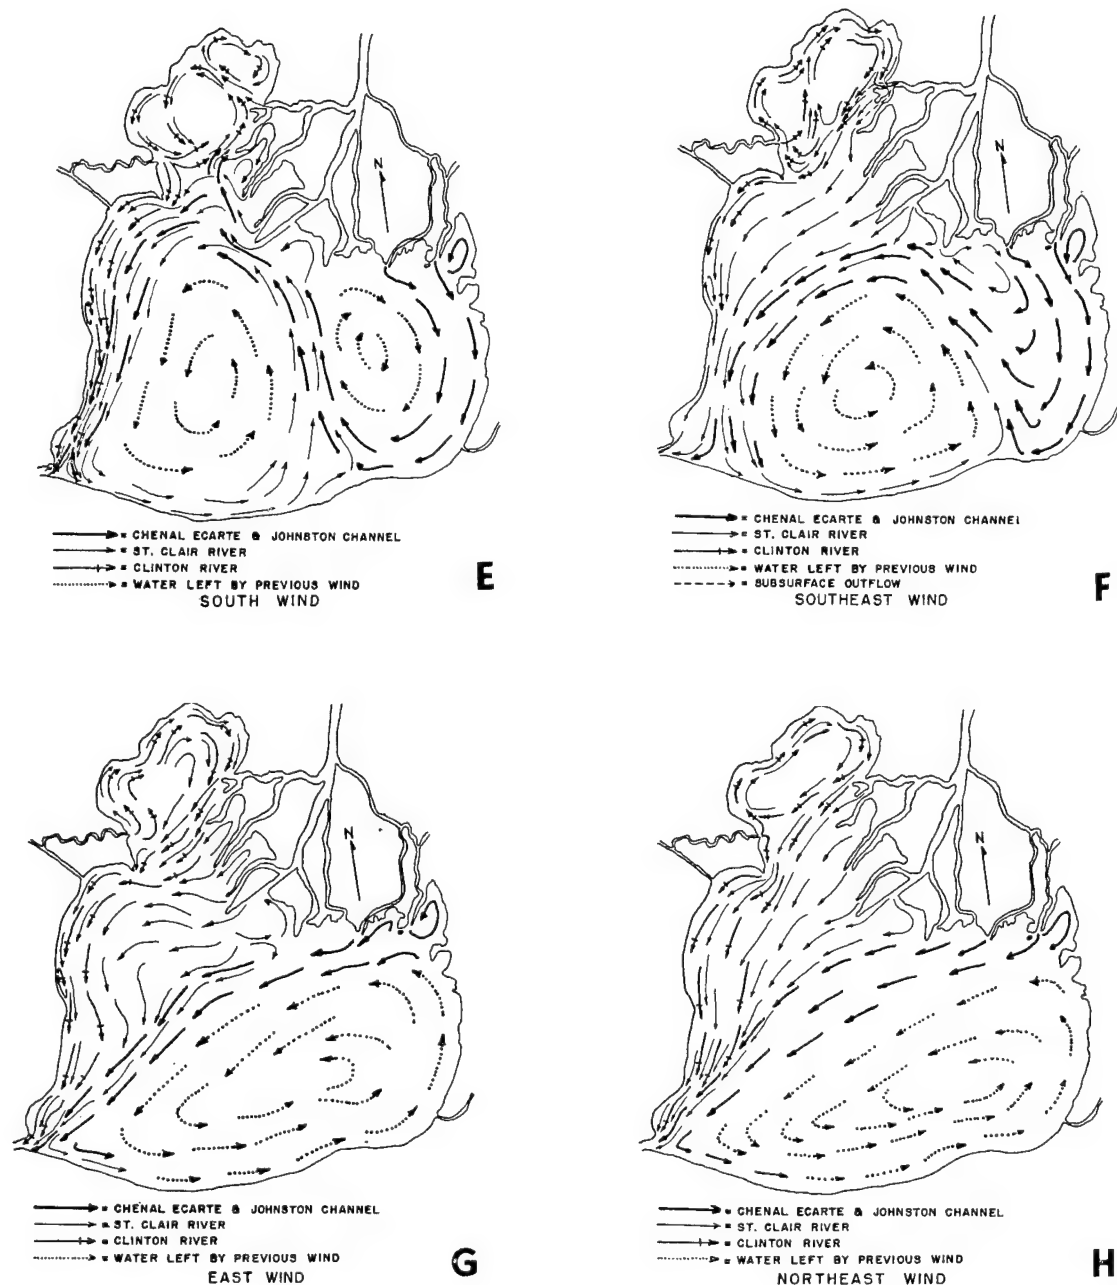 N
= CHENAL ECARTE & JOHNSTON CHANNEL
= ST. CLAIR RIVER
= CLINTON RIVER
= WATER LEFT BY PREVIOUS WIND
SOUTH WIND
E
N
= CHENAL ECARTE & JOHNSTON CHANNEL
= ST. CLAIR RIVER
= CLINTON RIVER
= WATER LEFT BY PREVIOUS WIND
= SUBSURFACE OUTFLOW
SOUTHEAST WIND
F
N
= CHENAL ECARTE & JOHNSTON CHANNEL
= ST. CLAIR RIVER
= CLINTON RIVER
= WATER LEFT BY PREVIOUS WIND
EAST WIND
G
N
= CHENAL ECARTE & JOHNSTON CHANNEL
= ST. CLAIR RIVER
= CLINTON RIVER
= WATER LEFT BY PREVIOUS WIND
NORTHEAST WIND
H